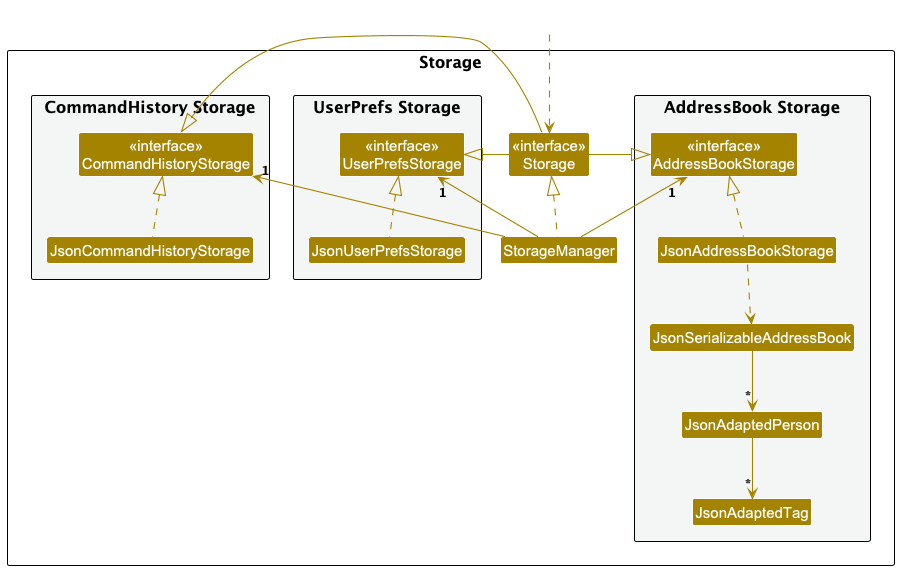 Storage
CommandHistory Storage
UserPrefs Storage
AddressBook Storage
«interface»
CommandHistoryStorage
«interface»
UserPrefsStorage
«interface»
Storage
«interface»
AddressBookStorage
1
1
1
JsonCommandHistoryStorage
JsonUserPrefsStorage
StorageManager
JsonAddressBookStorage
JsonSerializableAddressBook
*
JsonAdaptedPerson
*
JsonAdaptedTag